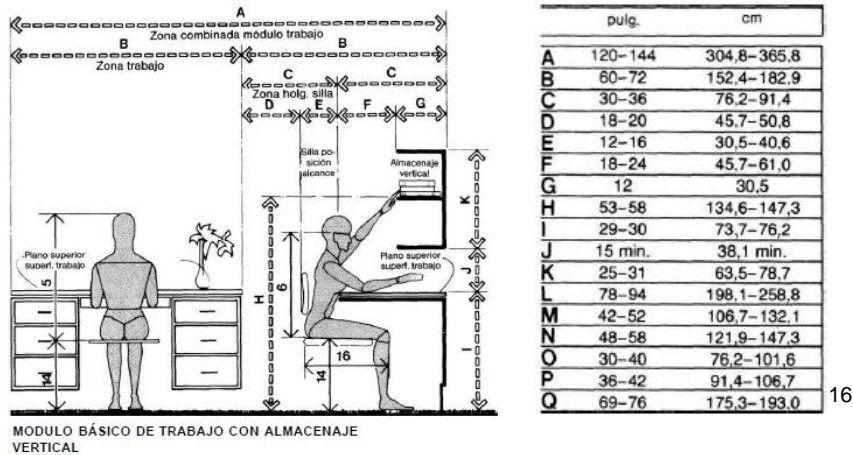 A
Zona combinada módulo trabajo
B B
Zona trabajo
C C
Zona holg. silla
D E F G
Silla po-
sición
alcance
Almacenaje
vertical
K
H
Plano superior
superf. trabajo
5
6
Plano superior
superf. trabajo
J
I
16
14
14
MODULO BÁSICO DE TRABAJO CON ALMACENAJE
VERTICAL
pulg. cm
A 120–144 304,8–365,8
B 60–72 152,4–182,9
C 30–36 76,2–91,4
D 18–20 45,7–50,8
E 12–16 30,5–40,6
F 18–24 45,7–61,0
G 12 30,5
H 53–58 134,6–147,3
I 29–30 73,7–76,2
J 15 min. 38,1 min.
K 25–31 63,5–78,7
L 78–94 198,1–258,8
M 42–52 106,7–132,1
N 48–58 121,9–147,3
O 30–40 76,2–101,6
P 36–42 91,4–106,7
Q 69–76 175,3–193,0
16